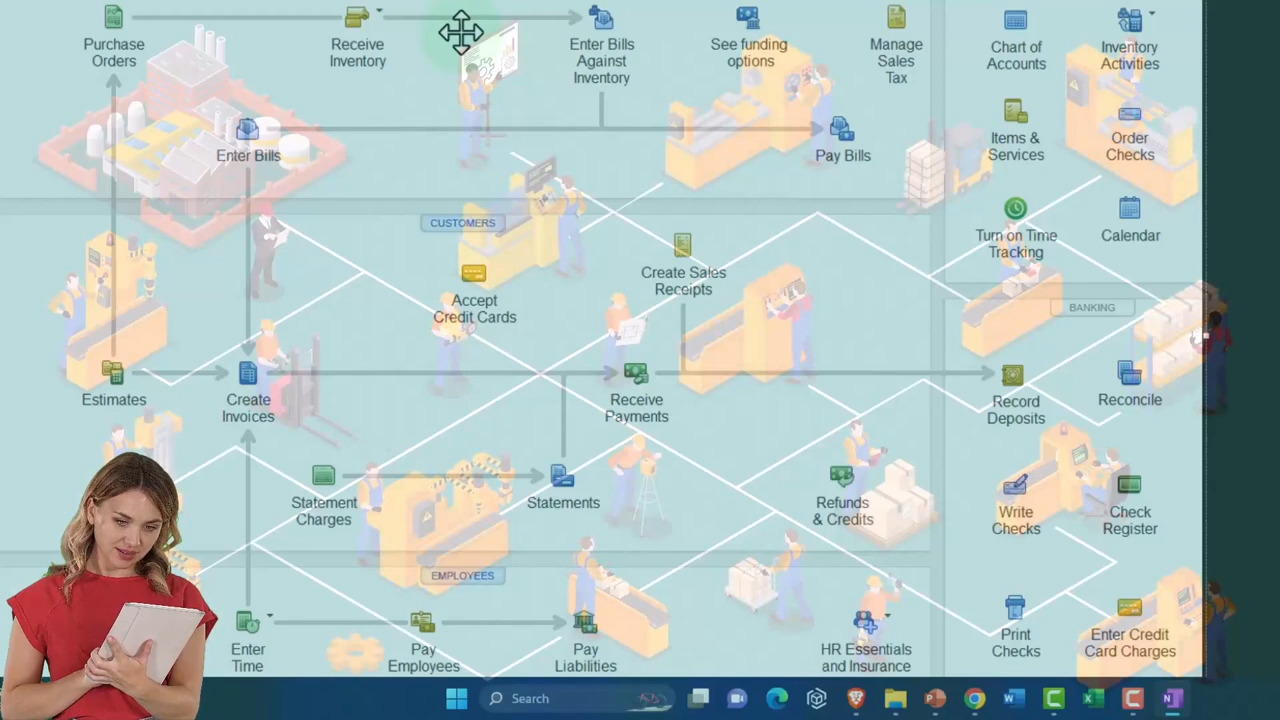 Purchase
Orders
Receive
Inventory
Enter Bills
Against
Inventory
See funding
options
Manage
Sales
Tax
Chart of
Accounts
Inventory
Activities
Enter Bills
Pay Bills
Items &
Services
Order
Checks
CUSTOMERS
Turn on Time
Tracking
Calendar
Accept
Credit Cards
Create Sales
Receipts
BANKING
Estimates
Create
Invoices
Receive
Payments
Record
Deposits
Reconcile
Statement
Charges
Statements
Refunds
& Credits
Write
Checks
Check
Register
EMPLOYEES
Enter
Time
Pay
Employees
Pay
Liabilities
HR Essentials
and Insurance
Print
Checks
Enter Credit
Card Charges
Search